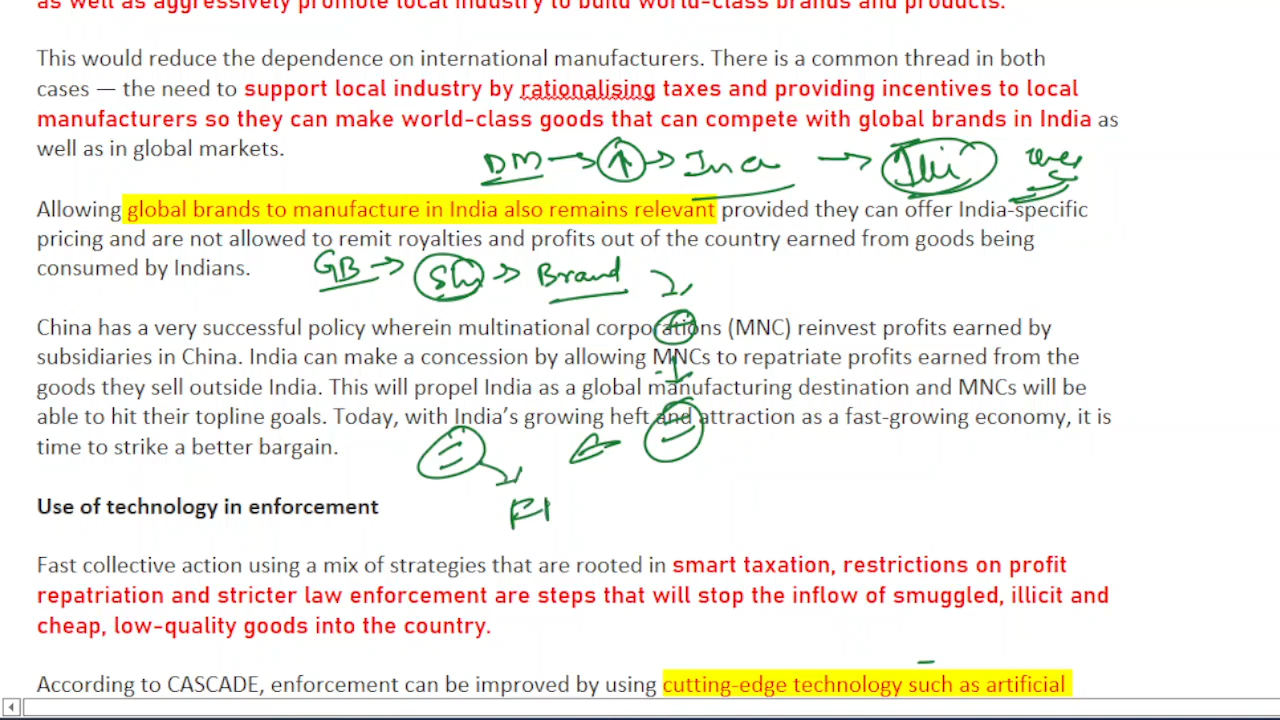 as well as aggressively promote local industry to build world-class brands and products.
This would reduce the dependence on international manufacturers. There is a common thread in both
cases — the need to support local industry by rationalising taxes and providing incentives to local
manufacturers so they can make world-class goods that can compete with global brands in India as
well as in global markets.
DM
Allowing global brands to manufacture in India also remains relevant provided they can offer India-specific
pricing and are not allowed to remit royalties and profits out of the country earned from goods being
consumed by Indians.
GB Brand
China has a very successful policy wherein multinational corporations (MNC) reinvest profits earned by
subsidiaries in China. India can make a concession by allowing MNCs to repatriate profits earned from the
goods they sell outside India. This will propel India as a global manufacturing destination and MNCs will be
able to hit their topline goals. Today, with India’s growing heft and attraction as a fast-growing economy, it is
time to strike a better bargain.
Use of technology in enforcement
Fast collective action using a mix of strategies that are rooted in smart taxation, restrictions on profit
repatriation and stricter law enforcement are steps that will stop the inflow of smuggled, illicit and
cheap, low-quality goods into the country.
According to CASCADE, enforcement can be improved by using cutting-edge technology such as artificial